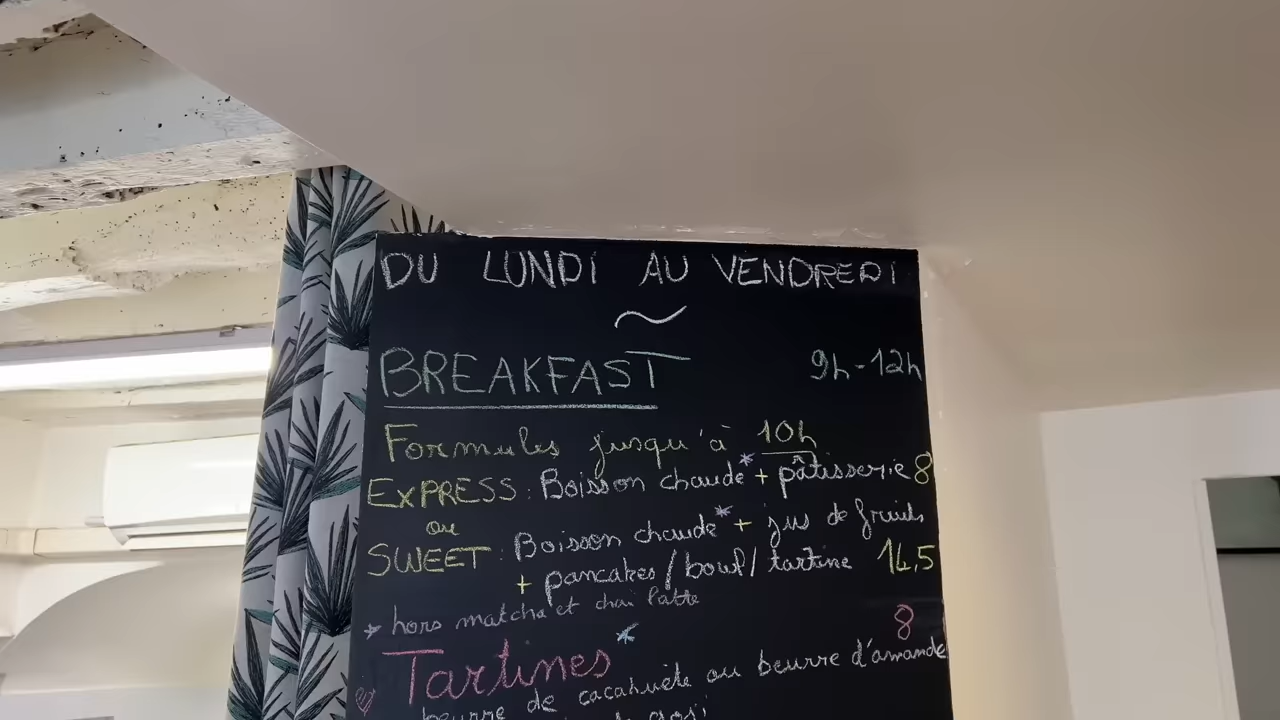 DU LUNDI AU VENDREDI
~
BREAKFAST 9h-12h
Formules jusqu'à 10h
EXPRESS : Boisson chaude* + pâtisserie 8
ou
SWEET : Boisson chaude* + jus de fruits
+ pancakes/bowl/tartine 14,5
* hors matcha et chaï latte
Tartines * 8
beurre de cacahuète ou beurre d'amande